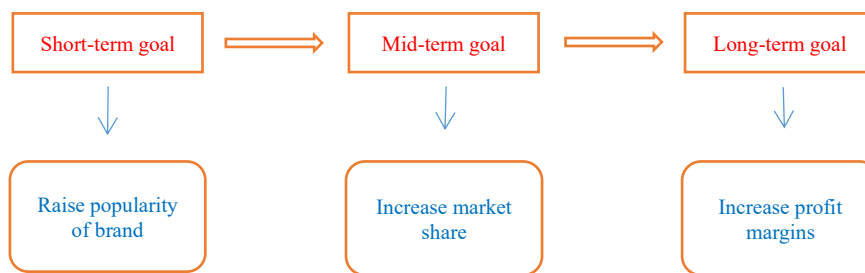 Short-term goal
Mid-term goal
Long-term goal
Raise popularity
of brand
Increase market
share
Increase profit
margins